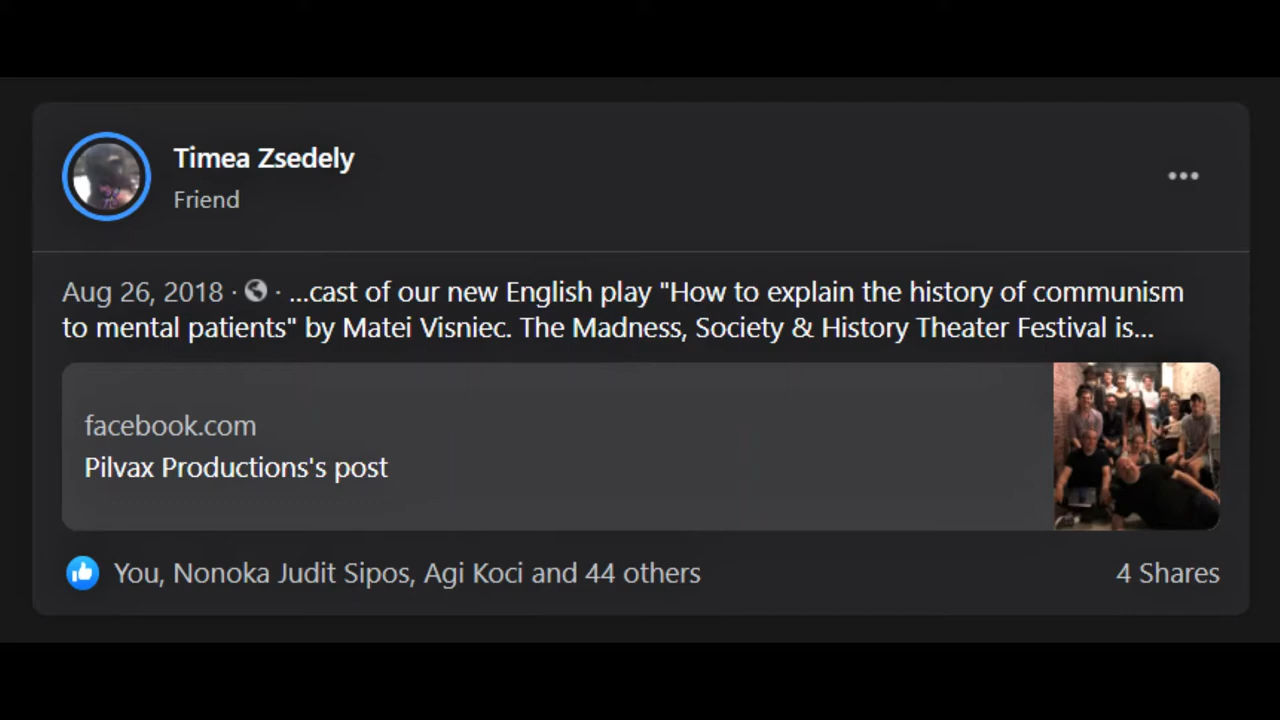 Timea Zsedely
Friend
Aug 26, 2018 · · ...cast of our new English play "How to explain the history of communism
to mental patients" by Matei Visniec. The Madness, Society & History Theater Festival is...
facebook.com
Pilvax Productions's post
You, Nonoka Judit Sipos, Agi Koci and 44 others
4 Shares